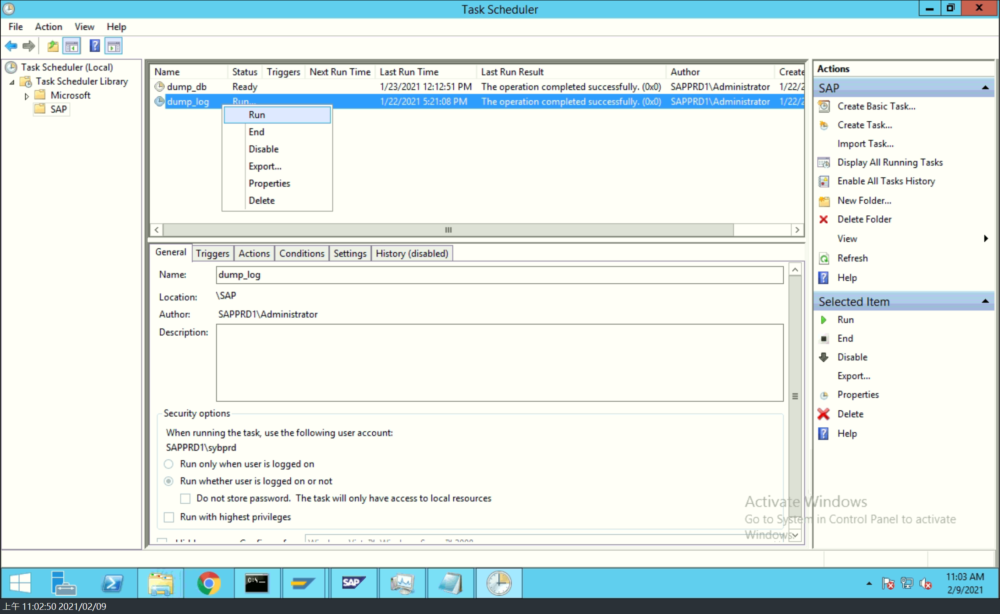 Task Scheduler
File Action View Help
Task Scheduler (Local)
Task Scheduler Library
Microsoft
SAP
Name Status Triggers Next Run Time Last Run Time Last Run Result Author Create
dump_db Ready 1/23/2021 12:12:51 PM The operation completed successfully. (0x0) SAPPRD1\Administrator 1/22/2
dump_log Run... 1/22/2021 5:21:08 PM The operation completed successfully. (0x0) SAPPRD1\Administrator 1/22/2
Run
End
Disable
Export...
Properties
Delete
General Triggers Actions Conditions Settings History (disabled)
Name: dump_log
Location: \SAP
Author: SAPPRD1\Administrator
Description:
Security options
When running the task, use the following user account:
SAPPRD1\sybprd
Run only when user is logged on
Run whether user is logged on or not
Do not store password. The task will only have access to local resources
Run with highest privileges
Actions
SAP
Create Basic Task...
Create Task...
Import Task...
Display All Running Tasks
Enable All Tasks History
New Folder...
Delete Folder
View
Refresh
Help
Selected Item
Run
End
Disable
Export...
Properties
Delete
Help
Activate Windows
Go to System in Control Panel to activate
Windows.
C:\_
SAP
11:03 AM
2/9/2021
上午 11:02:50 2021/02/09